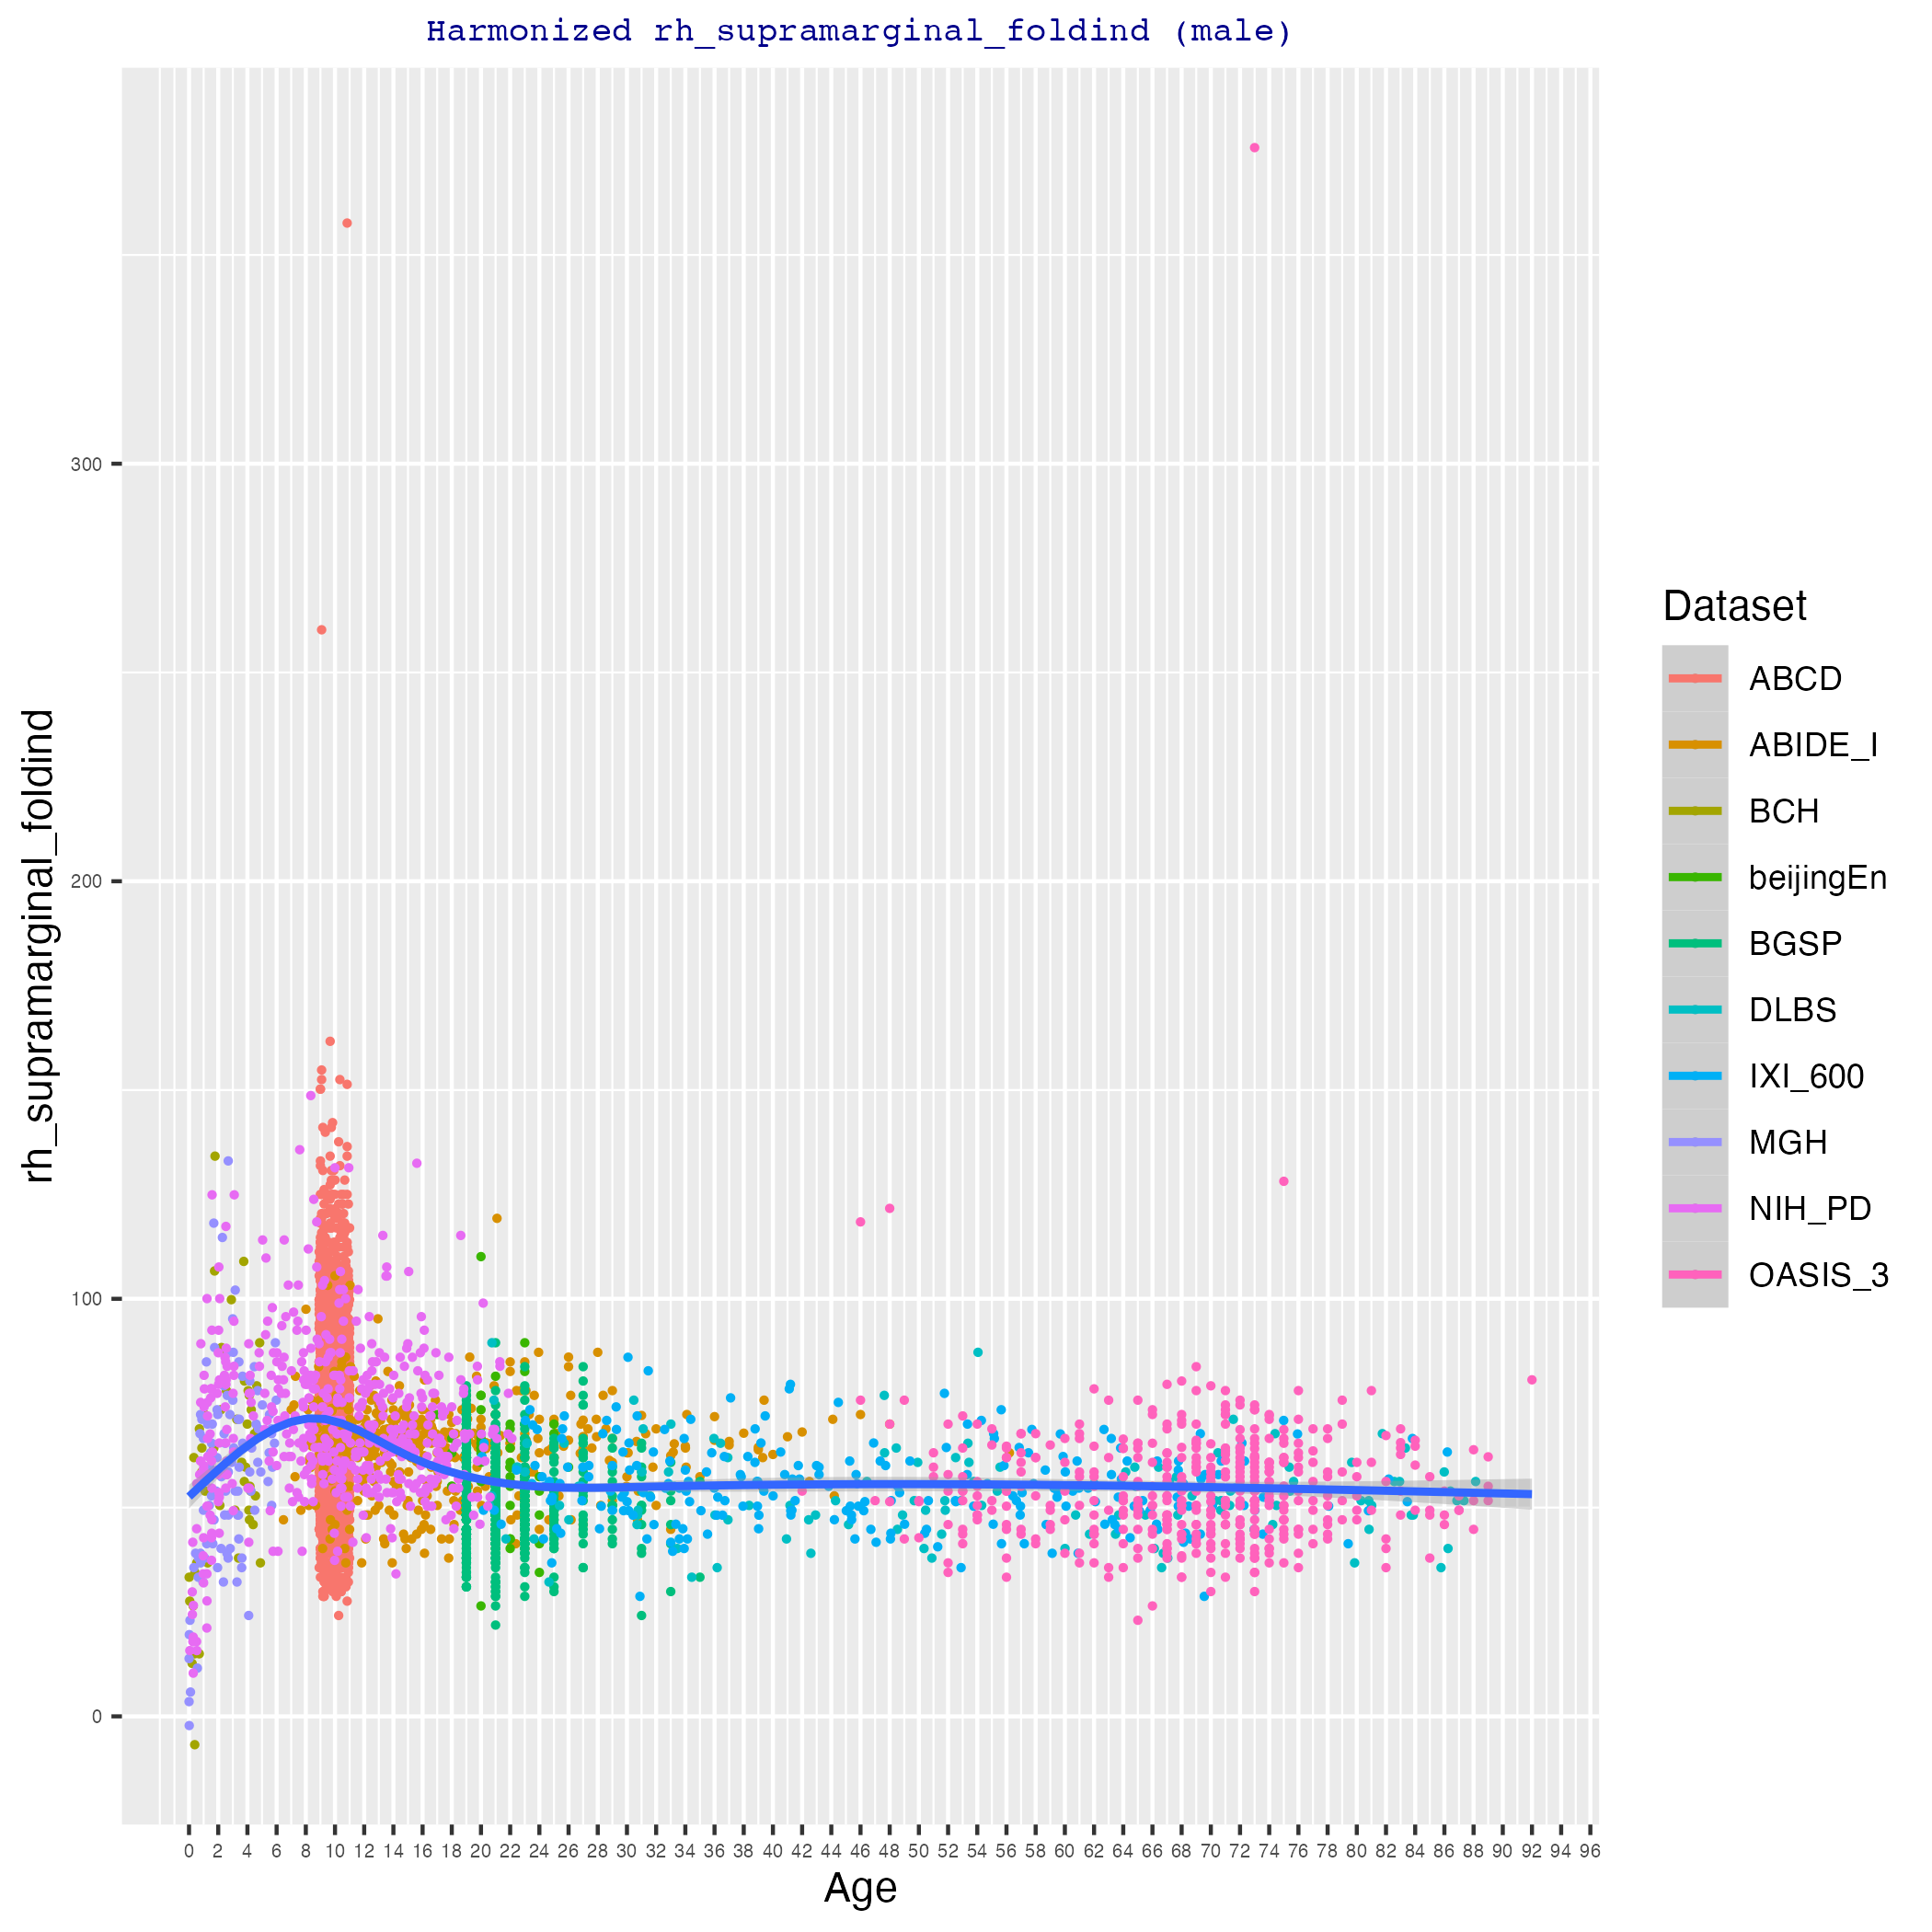 Harmonized rh_supramarginal_foldind (male)
rh_supramarginal_foldind
300
200
100
0
0 2 4 6 8 10 12 14 16 18 20 22 24 26 28 30 32 34 36 38 40 42 44 46 48 50 52 54 56 58 60 62 64 66 68 70 72 74 76 78 80 82 84 86 88 90 92 94 96
Age
Dataset
ABCD
ABIDE_I
BCH
beijingEn
BGSP
DLBS
IXI_600
MGH
NIH_PD
OASIS_3